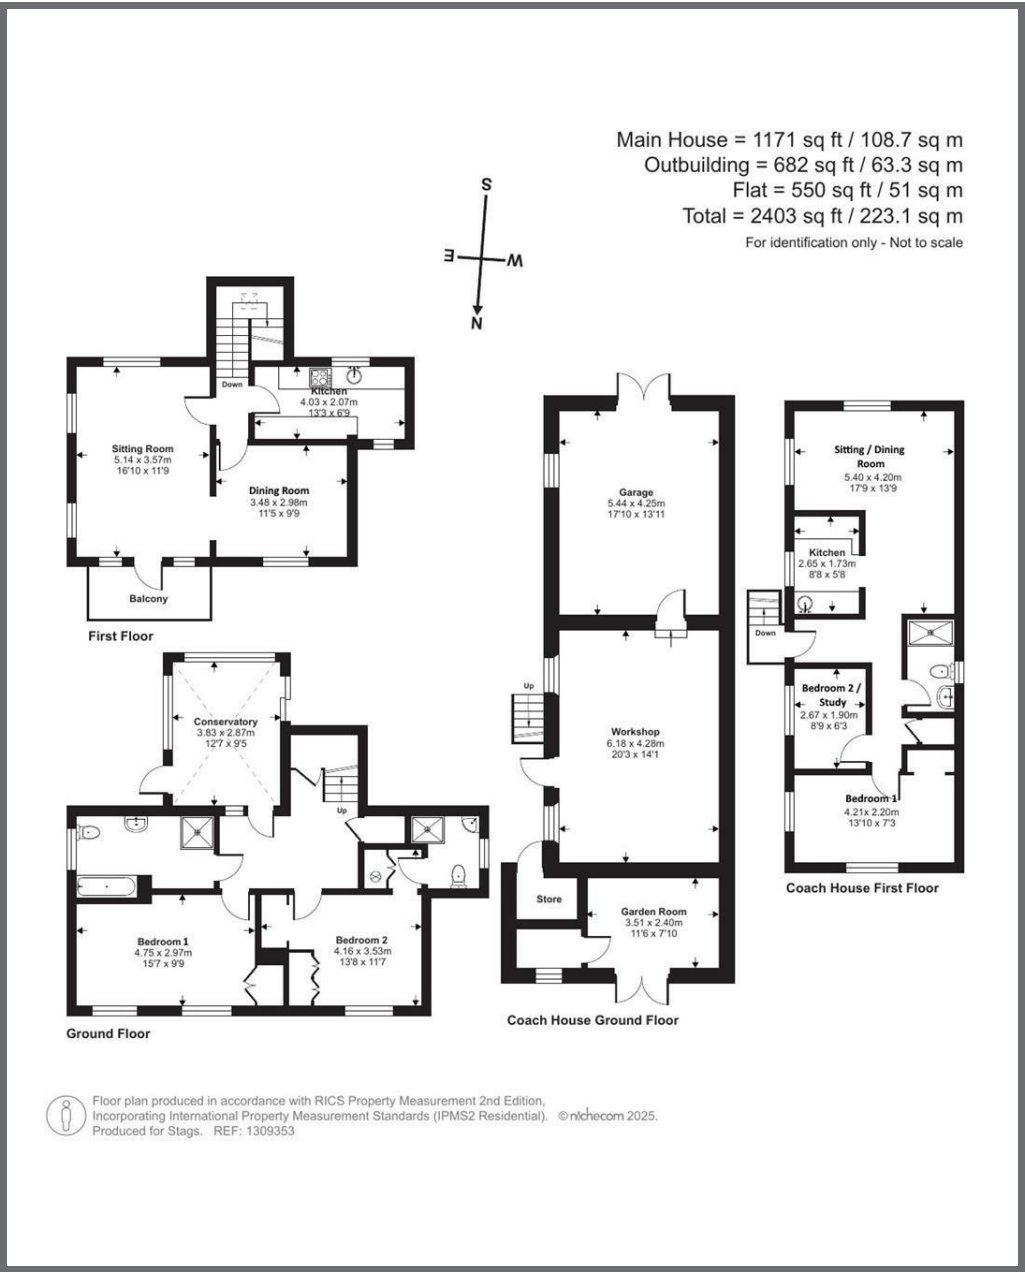 Main House = 1171 sq ft / 108.7 sq m
Outbuilding = 682 sq ft / 63.3 sq m
Flat = 550 sq ft / 51 sq m
Total = 2403 sq ft / 223.1 sq m
For identification only - Not to scale
S
E
W
N
Down
Kitchen
4.03 x 2.07m
13'3 x 6'9
Sitting Room
5.14 x 3.57m
16'10 x 11'9
Dining Room
3.48 x 2.98m
11'5 x 9'9
Balcony
First Floor
Conservatory
3.83 x 2.87m
12'7 x 9'5
Up
Bedroom 1
4.75 x 2.97m
15'7 x 9'9
Bedroom 2
4.16 x 3.53m
13'8 x 11'7
Ground Floor
Garage
5.44 x 4.25m
17'10 x 13'11
Up
Workshop
6.18 x 4.28m
20'3 x 14'1
Store
Garden Room
3.51 x 2.40m
11'6 x 7'10
Coach House Ground Floor
Sitting / Dining
Room
5.40 x 4.20m
17'9 x 13'9
Kitchen
2.65 x 1.73m
8'8 x 5'8
Down
Bedroom 2 /
Study
2.67 x 1.90m
8'9 x 6'3
Bedroom 1
4.21x 2.20m
13'10 x 7'3
Coach House First Floor
Floor plan produced in accordance with RICS Property Measurement 2nd Edition,
Incorporating International Property Measurement Standards (IPMS2 Residential). © nichecom 2025.
Produced for Stags. REF: 1309353